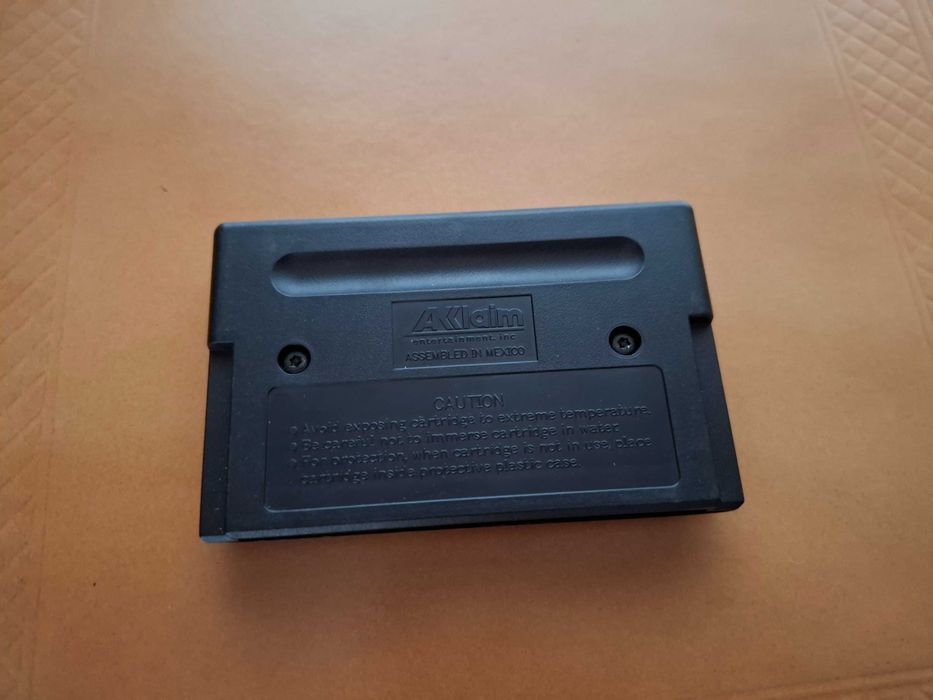 AKKlaim
entertainment, inc
ASSEMBLED IN MEXICO
CAUTION
• Avoid exposing cartridge to extreme temperature.
• Be careful not to immerse cartridge in water.
• For protection, when cartridge is not in use, place
cartridge inside protective plastic case.